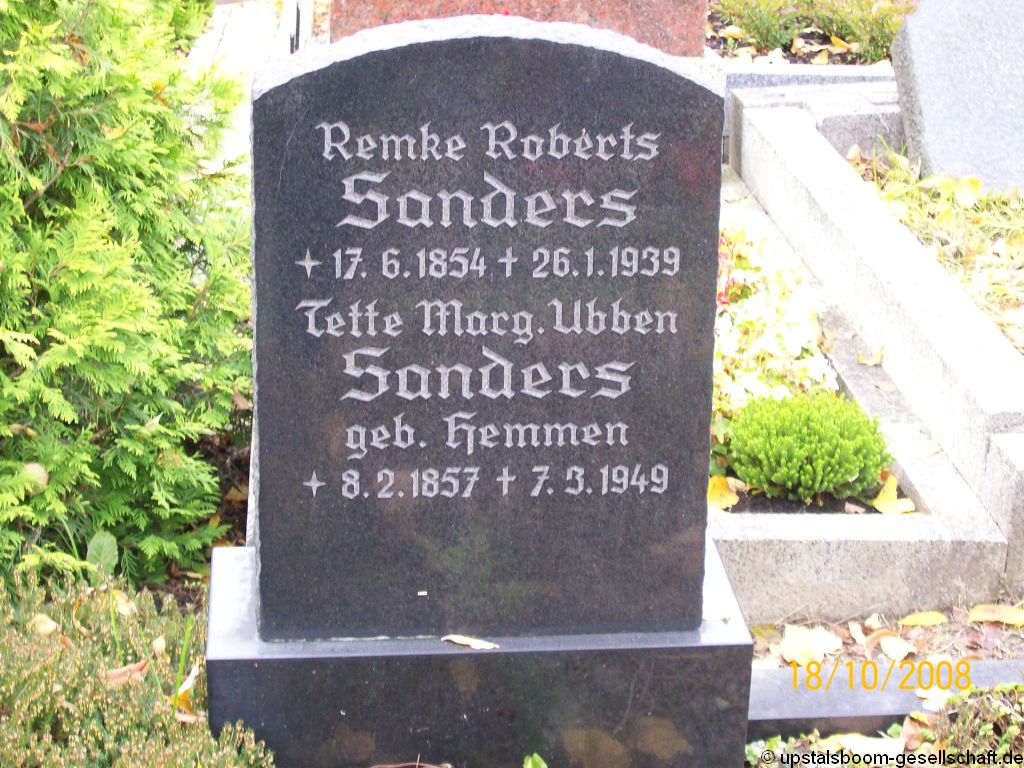 Remke Roberts
Sanders
✦ 17. 6. 1854 † 26. 1. 1939
Tette Marg. Ubben
Sanders
geb. Hemmen
✦ 8. 2. 1857 † 7. 3. 1949
18/10/2008
© upstalsboom-gesellschaft.de